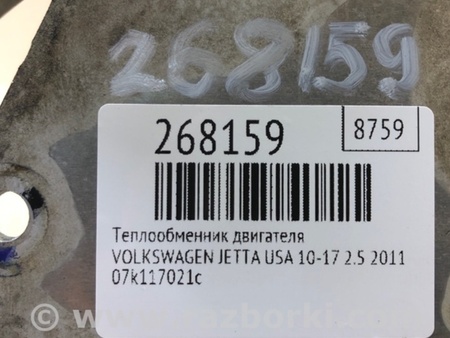 268159
268159
8759
Теплообменник двигателя
VOLKSWAGEN JETTA USA 10-17 2.5 2011
07k117021c